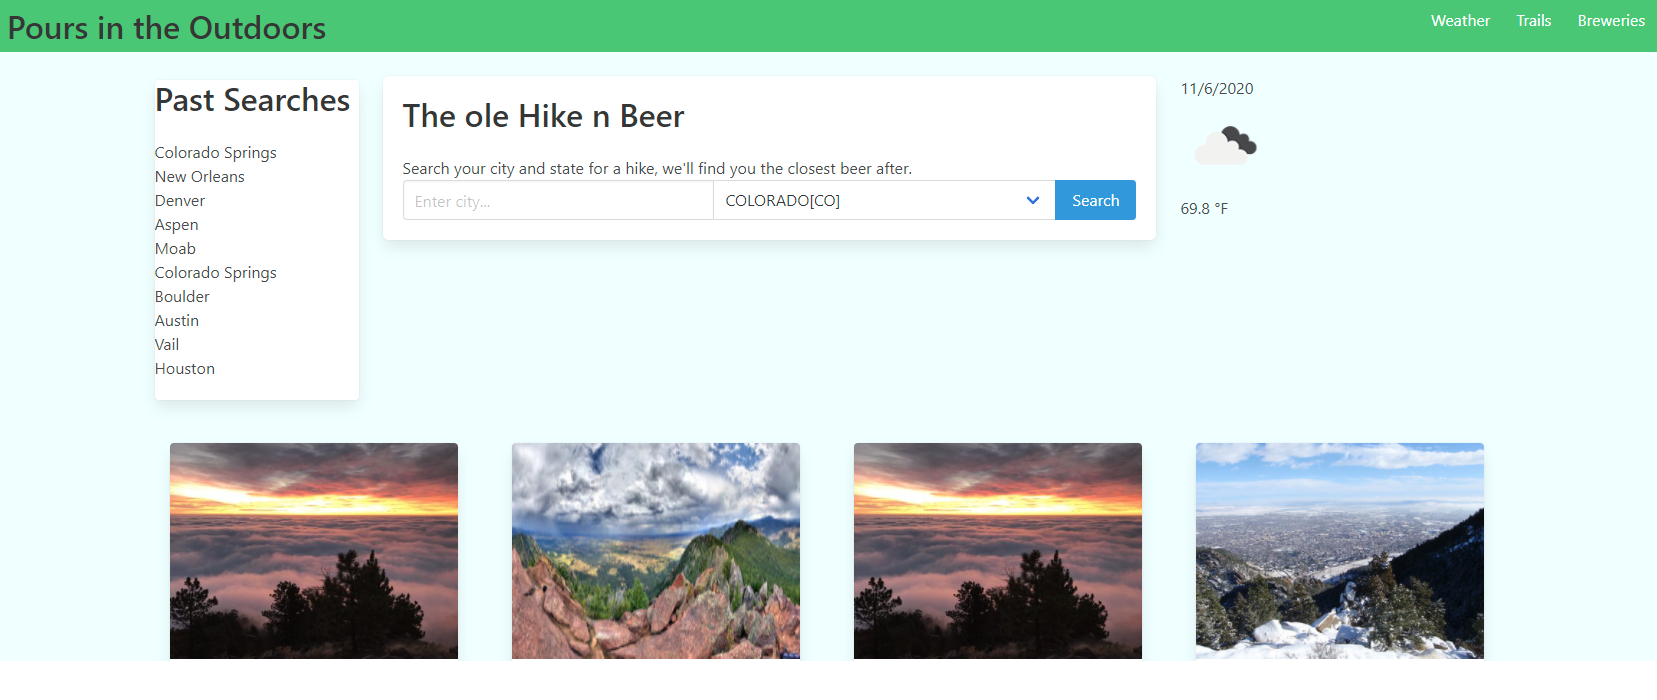 Pours in the Outdoors
Weather Trails Breweries
Past Searches
Colorado Springs
New Orleans
Denver
Aspen
Moab
Colorado Springs
Boulder
Austin
Vail
Houston
The ole Hike n Beer
Search your city and state for a hike, we'll find you the closest beer after.
Enter city... COLORADO[CO] Search
11/6/2020
69.8 °F